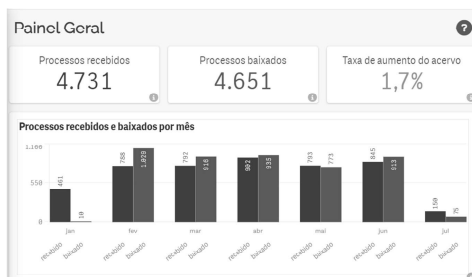 Painel Geral
?
Processos recebidos
4.731
Processos baixados
4.651
Taxa de aumento do acervo
1,7%
Processos recebidos e baixados por mês
1.100
550
0
461
10
788
1.029
792
916
902
935
793
773
845
913
150
75
jan
fev
mar
abr
mai
jun
jul
recebido
baixado
recebido
baixado
recebido
baixado
recebido
baixado
recebido
baixado
recebido
baixado
recebido
baixado